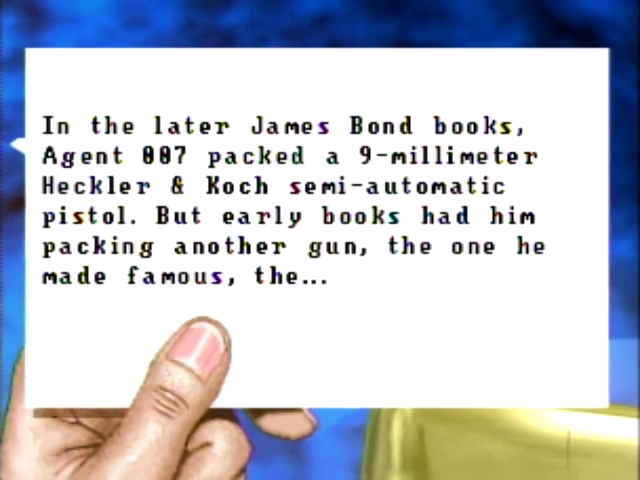 In the later James Bond books,
Agent 007 packed a 9-millimeter
Heckler & Koch semi-automatic
pistol. But early books had him
packing another gun, the one he
made famous, the...